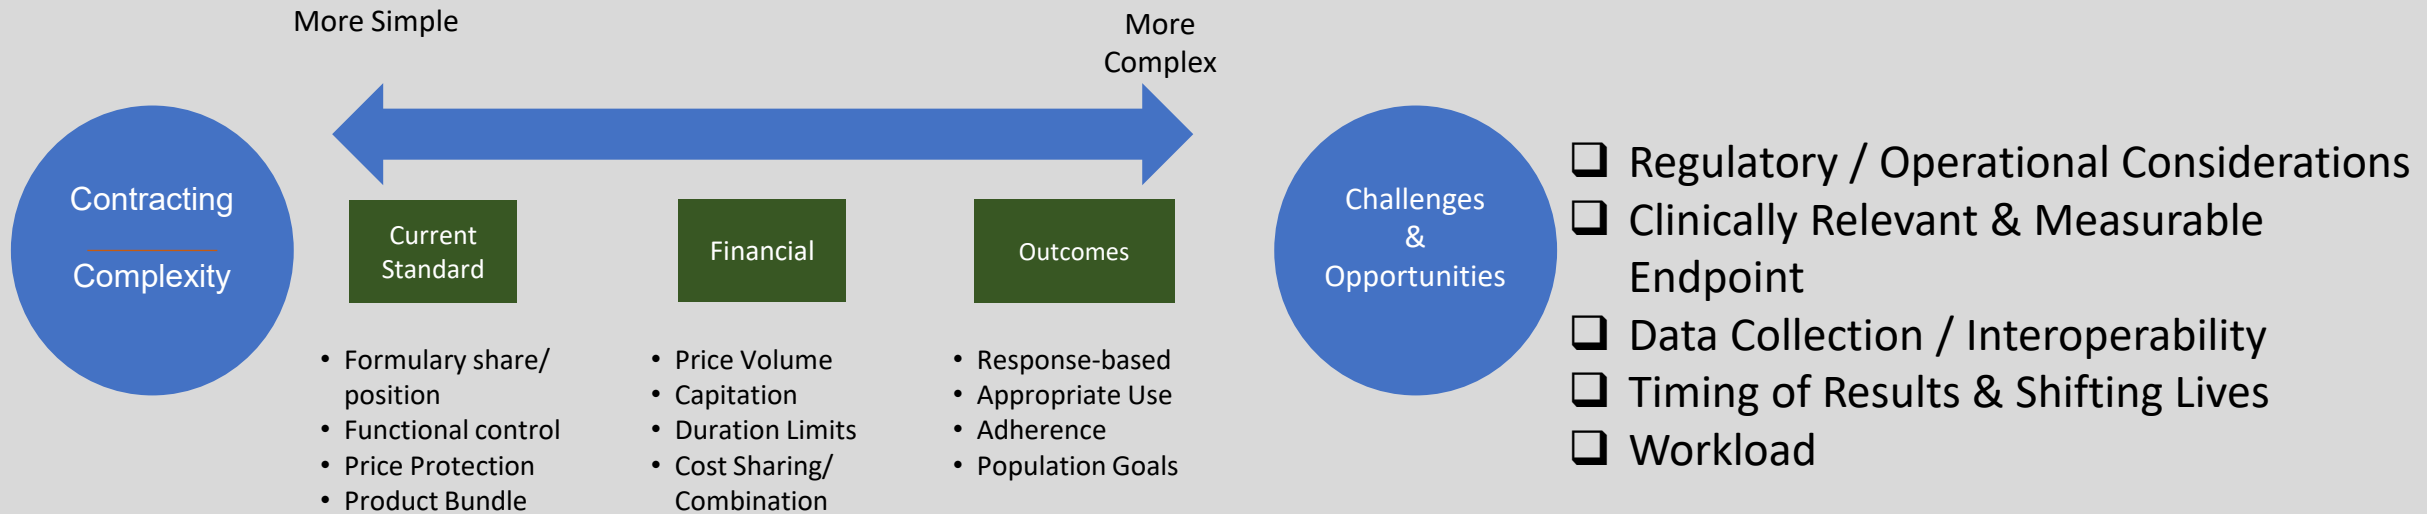 More Simple
More
Complex
Contracting
Complexity
Current
Standard
Financial
Outcomes
• Formulary share/
position
• Functional control
• Price Protection
• Product Bundle
• Price Volume
• Capitation
• Duration Limits
• Cost Sharing/
Combination
• Response-based
• Appropriate Use
• Adherence
• Population Goals
Challenges
&
Opportunities
❑ Regulatory / Operational Considerations
❑ Clinically Relevant & Measurable
Endpoint
❑ Data Collection / Interoperability
❑ Timing of Results & Shifting Lives
❑ Workload